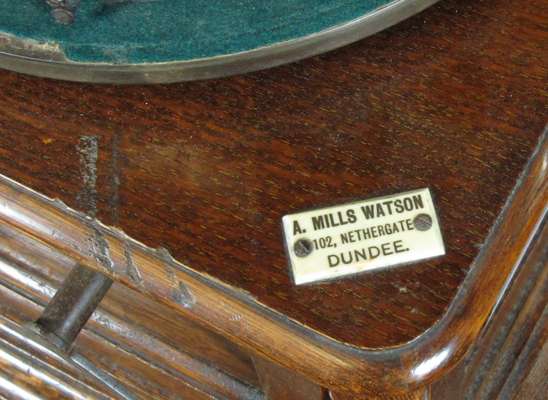 A. MILLS WATSON
102, NETHERGATE
DUNDEE.